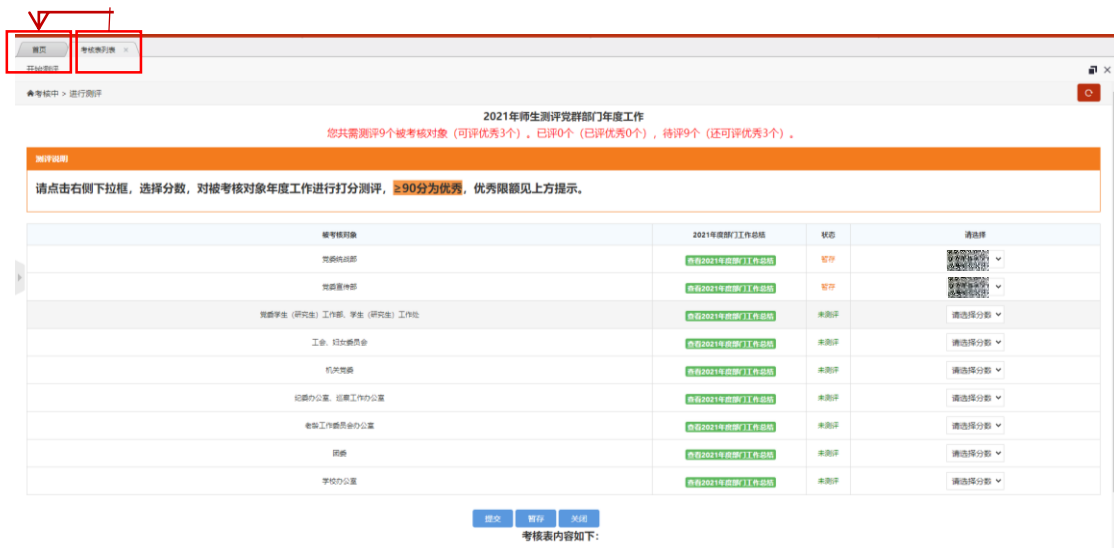 首页 考核表列表 ×
开始测评
考核中 > 进行测评
2021年师生测评党群部门年度工作
您共需测评9个被考核对象（可评优秀3个）。已评0个（已评优秀0个），待评9个（还可评优秀3个）。
测评说明
请点击右侧下拉框，选择分数，对被考核对象年度工作进行打分测评，≥90分为优秀，优秀限额见上方提示。
被考核对象 2021年度部门工作总结 状态 请选择
党委统战部 查看2021年度部门工作总结 暂存
党委宣传部 查看2021年度部门工作总结 暂存
党委学生（研究生）工作部、学生（研究生）工作处 查看2021年度部门工作总结 未测评 请选择分数
工会、妇女委员会 查看2021年度部门工作总结 未测评 请选择分数
机关党委 查看2021年度部门工作总结 未测评 请选择分数
纪委办公室、巡察工作办公室 查看2021年度部门工作总结 未测评 请选择分数
老龄工作委员会办公室 查看2021年度部门工作总结 未测评 请选择分数
团委 查看2021年度部门工作总结 未测评 请选择分数
学校办公室 查看2021年度部门工作总结 未测评 请选择分数
提交 暂存 关闭
考核表内容如下：